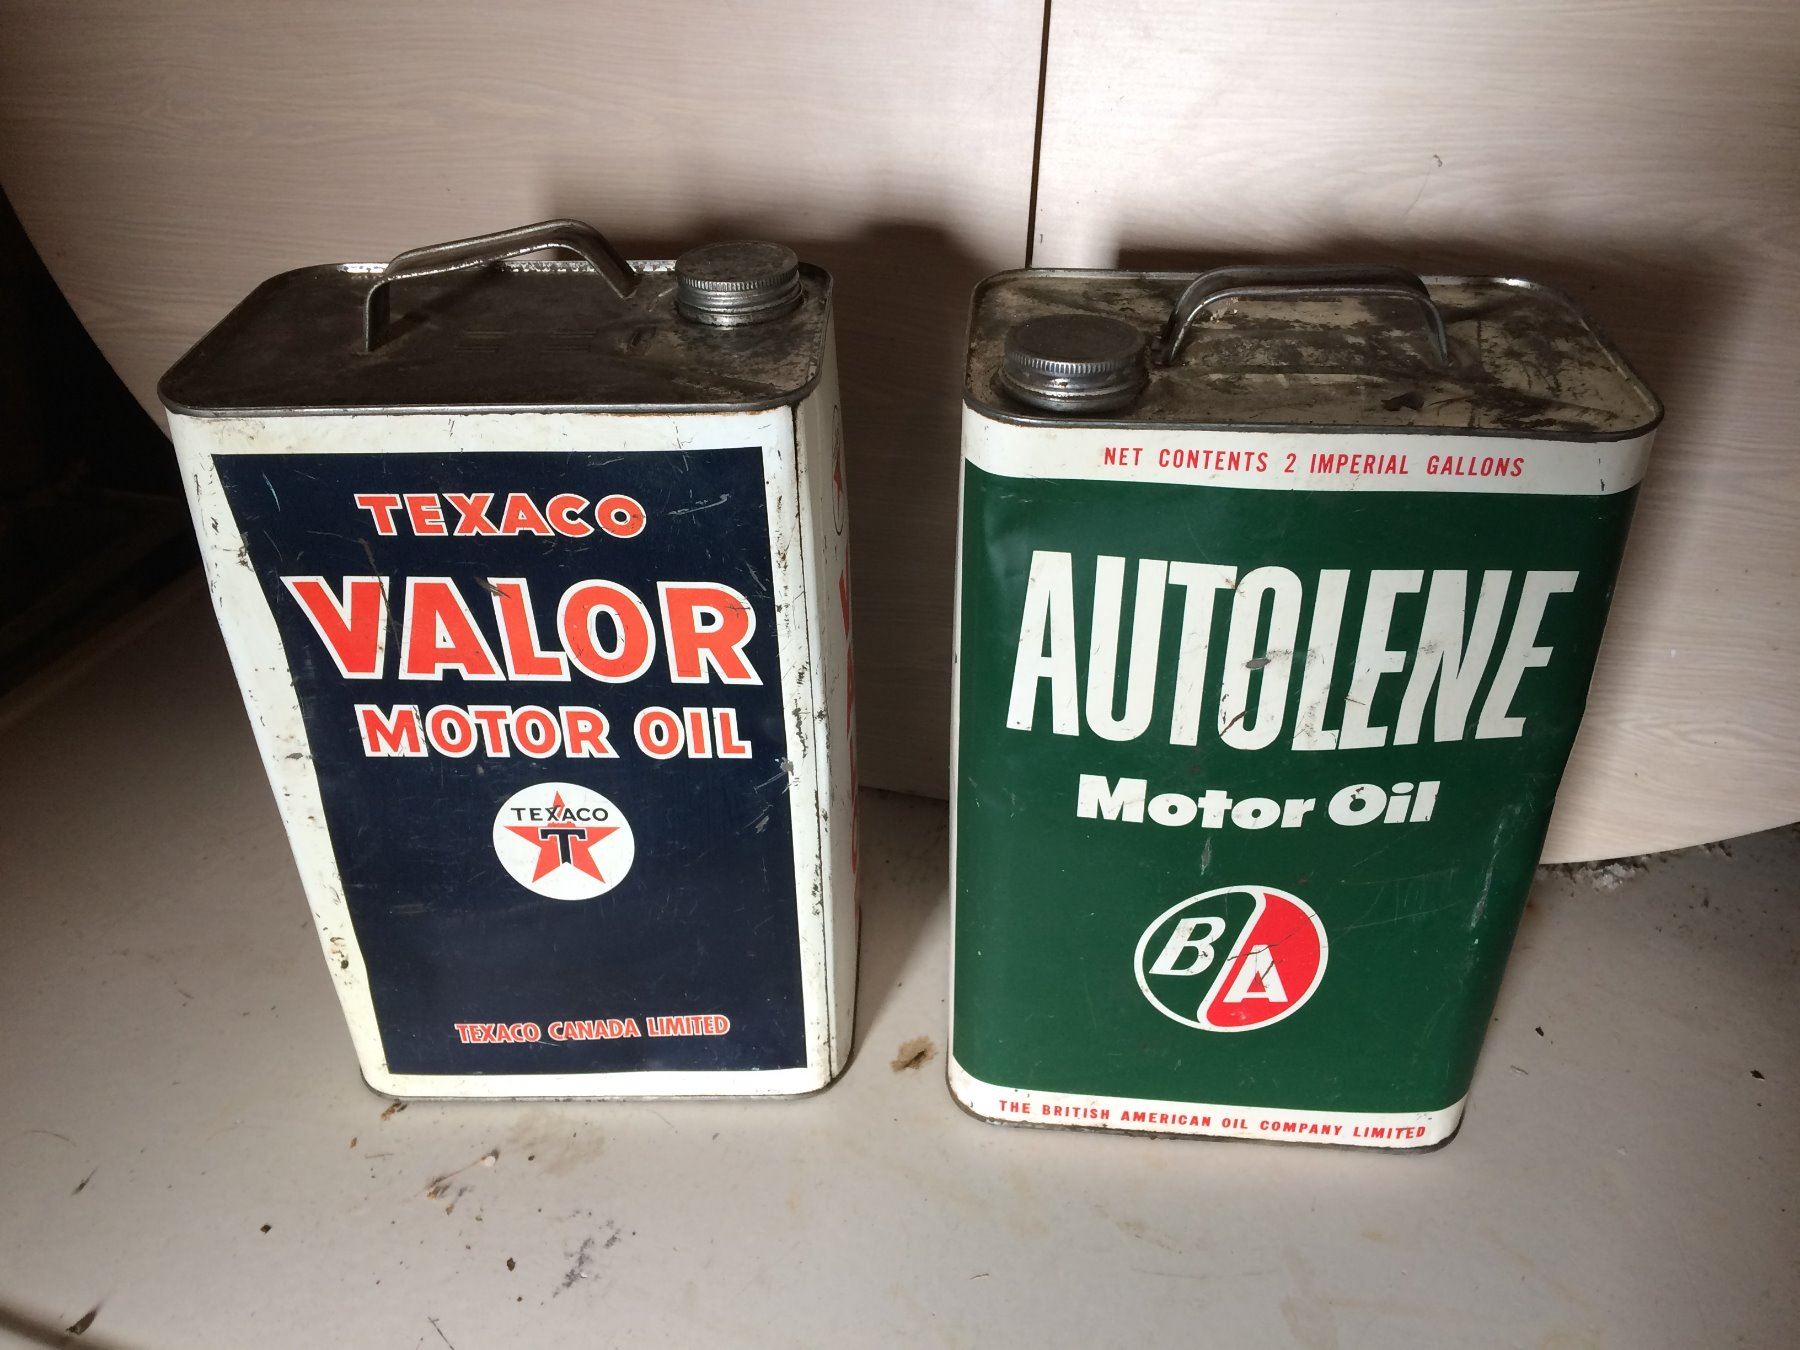 TEXACO
VALOR
MOTOR OIL
TEXACO
T
TEXACO CANADA LIMITED
NET CONTENTS 2 IMPERIAL GALLONS
AUTOLENE
Motor Oil
B A
THE BRITISH AMERICAN OIL COMPANY LIMITED